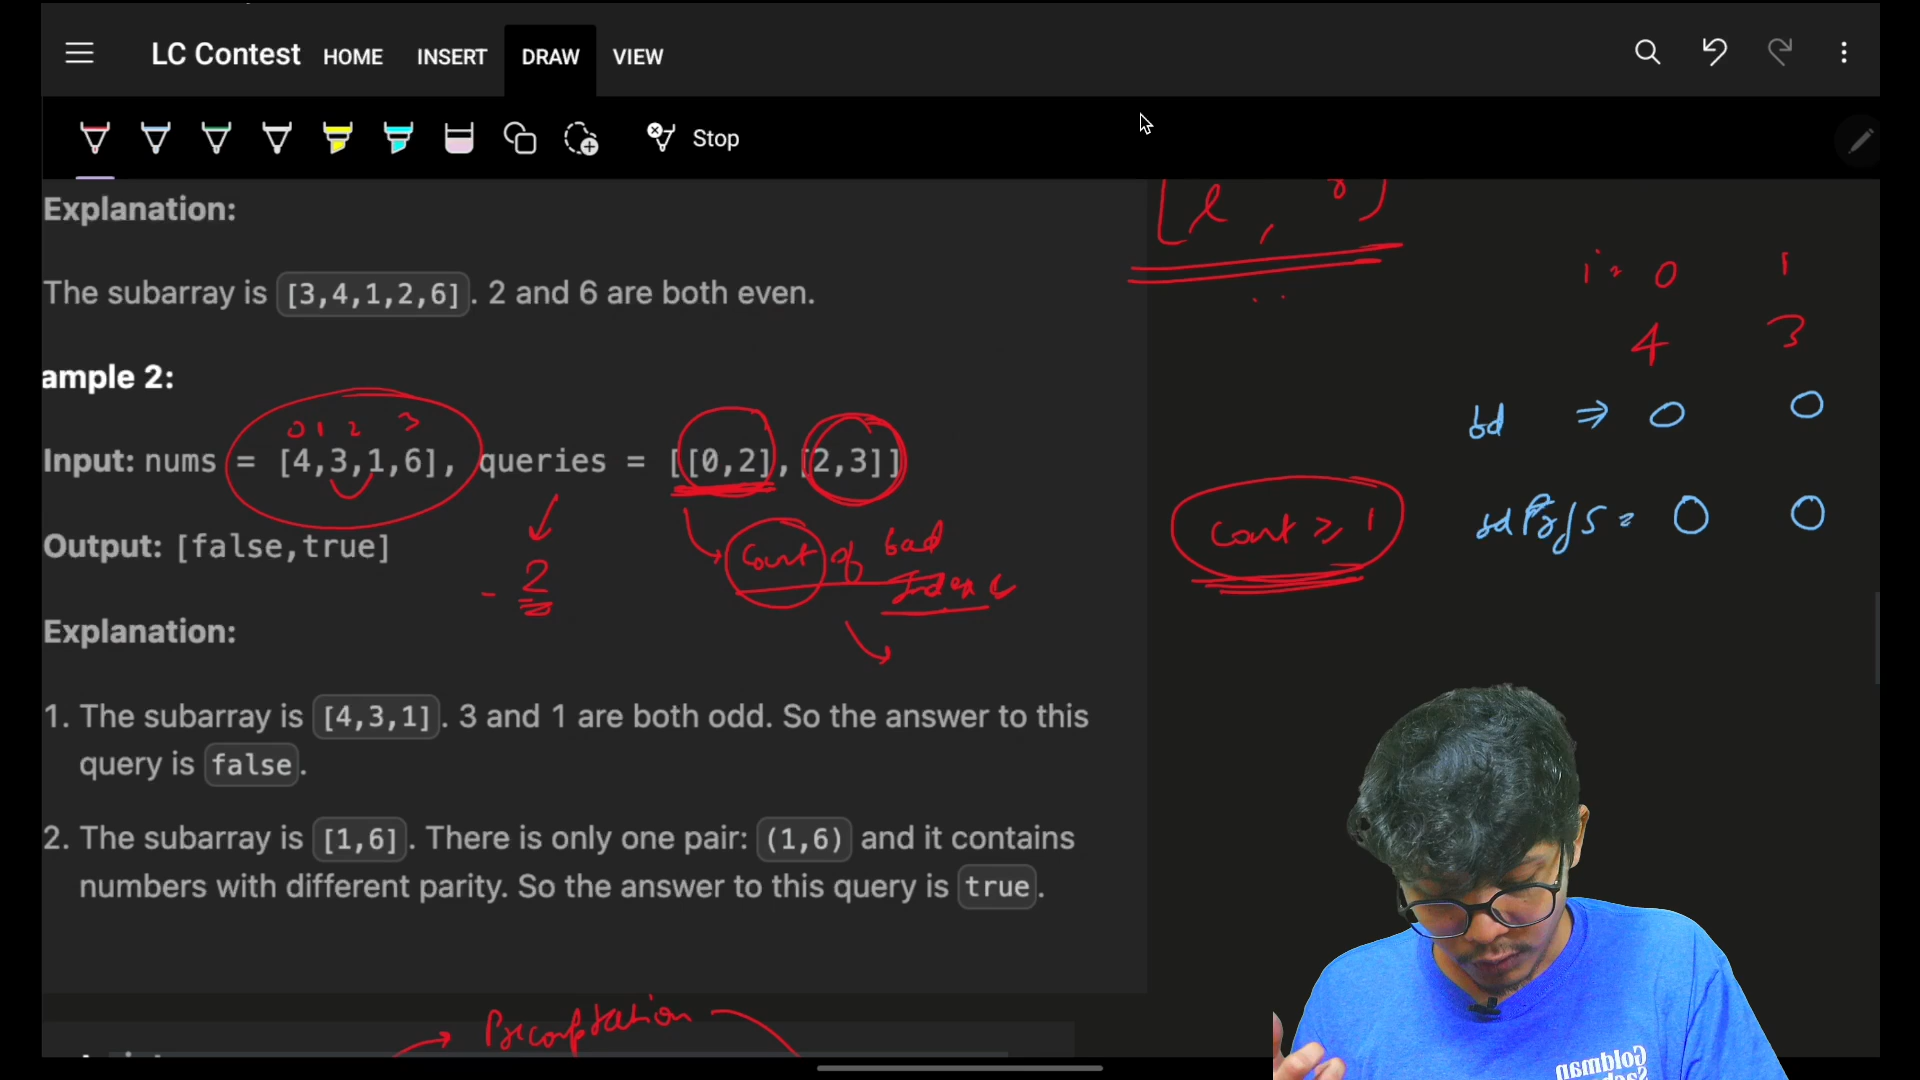 LC Contest HOME INSERT DRAW VIEW
Stop
Explanation:
[l, r]
i = 0 1
The subarray is [3,4,1,2,6]. 2 and 6 are both even.
4 3
ample 2:
bd ⇒ 0 0
0 1 2 3
Input: nums = [4,3,1,6], queries = [[0,2],[2,3]]
count ≥ 1
0 0
Output: [false,true]
count of bad
- 2
Explanation:
1. The subarray is [4,3,1]. 3 and 1 are both odd. So the answer to this
query is false.
2. The subarray is [1,6]. There is only one pair: (1,6) and it contains
numbers with different parity. So the answer to this query is true.
Goldman
Sachs